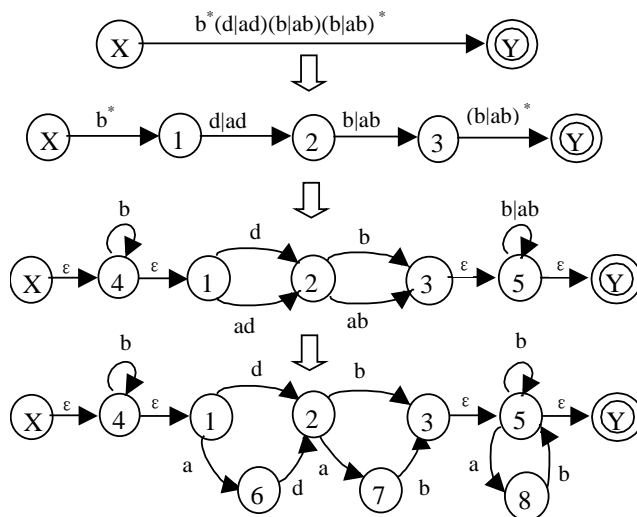 b*(d|ad)(b|ab)(b|ab)*
X Y
b* d|ad b|ab (b|ab)*
X 1 2 3 Y
b d b b|ab
X ε 4 ε 1 2 3 ε 5 ε Y
ad ab
b d b b
X ε 4 ε 1 2 3 ε 5 ε Y
a d a b a b
6 7 8